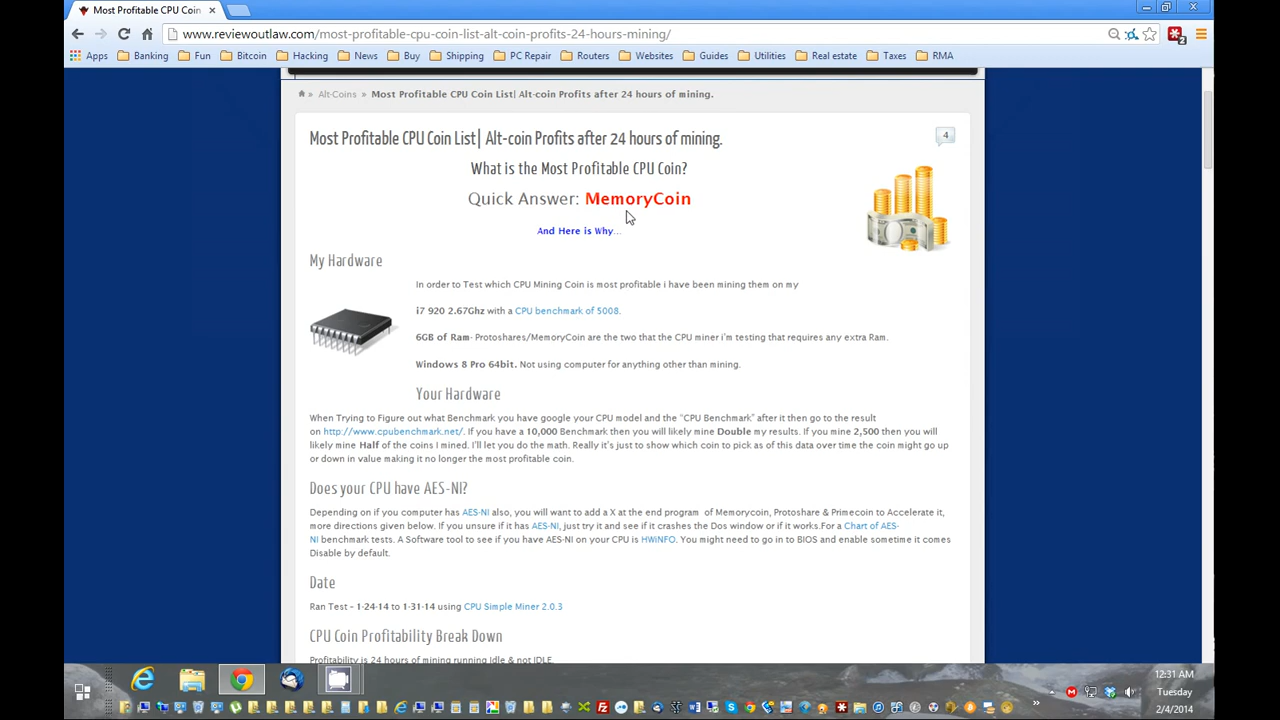 Most Profitable CPU Coin
www.reviewoutlaw.com/most-profitable-cpu-coin-list-alt-coin-profits-24-hours-mining/
2
Apps Banking Fun Bitcoin Hacking News Buy Shipping PC Repair Routers Websites Guides Utilities Real estate Taxes RMA
» Alt-Coins » Most Profitable CPU Coin List| Alt-coin Profits after 24 hours of mining.
Most Profitable CPU Coin List| Alt-coin Profits after 24 hours of mining.
4
What is the Most Profitable CPU Coin?
Quick Answer: MemoryCoin
And Here is Why...
My Hardware
In order to Test which CPU Mining Coin is most profitable i have been mining them on my
i7 920 2.67Ghz with a CPU benchmark of 5008.
6GB of Ram- Protoshares/MemoryCoin are the two that the CPU miner i'm testing that requires any extra Ram.
Windows 8 Pro 64bit. Not using computer for anything other than mining.
Your Hardware
When Trying to Figure out what Benchmark you have google your CPU model and the “CPU Benchmark” after it then go to the result
on http://www.cpubenchmark.net/. If you have a 10,000 Benchmark then you will likely mine Double my results. If you mine 2,500 then you will
likely mine Half of the coins I mined. I'll let you do the math. Really it's just to show which coin to pick as of this data over time the coin might go up
or down in value making it no longer the most profitable coin.
Does your CPU have AES-NI?
Depending on if you computer has AES-NI also, you will want to add a X at the end program of Memorycoin, Protoshare & Primecoin to Accelerate it,
more directions given below. If you unsure if it has AES-NI, just try it and see if it crashes the Dos window or if it works.For a Chart of AES-
NI benchmark tests. A Software tool to see if you have AES-NI on your CPU is HWiNFO. You might need to go in to BIOS and enable sometime it comes
Disable by default.
Date
Ran Test - 1-24-14 to 1-31-14 using CPU Simple Miner 2.0.3
CPU Coin Profitability Break Down
Profitability is 24 hours of mining running Idle & not IDLE.
12:31 AM
Tuesday
2/4/2014